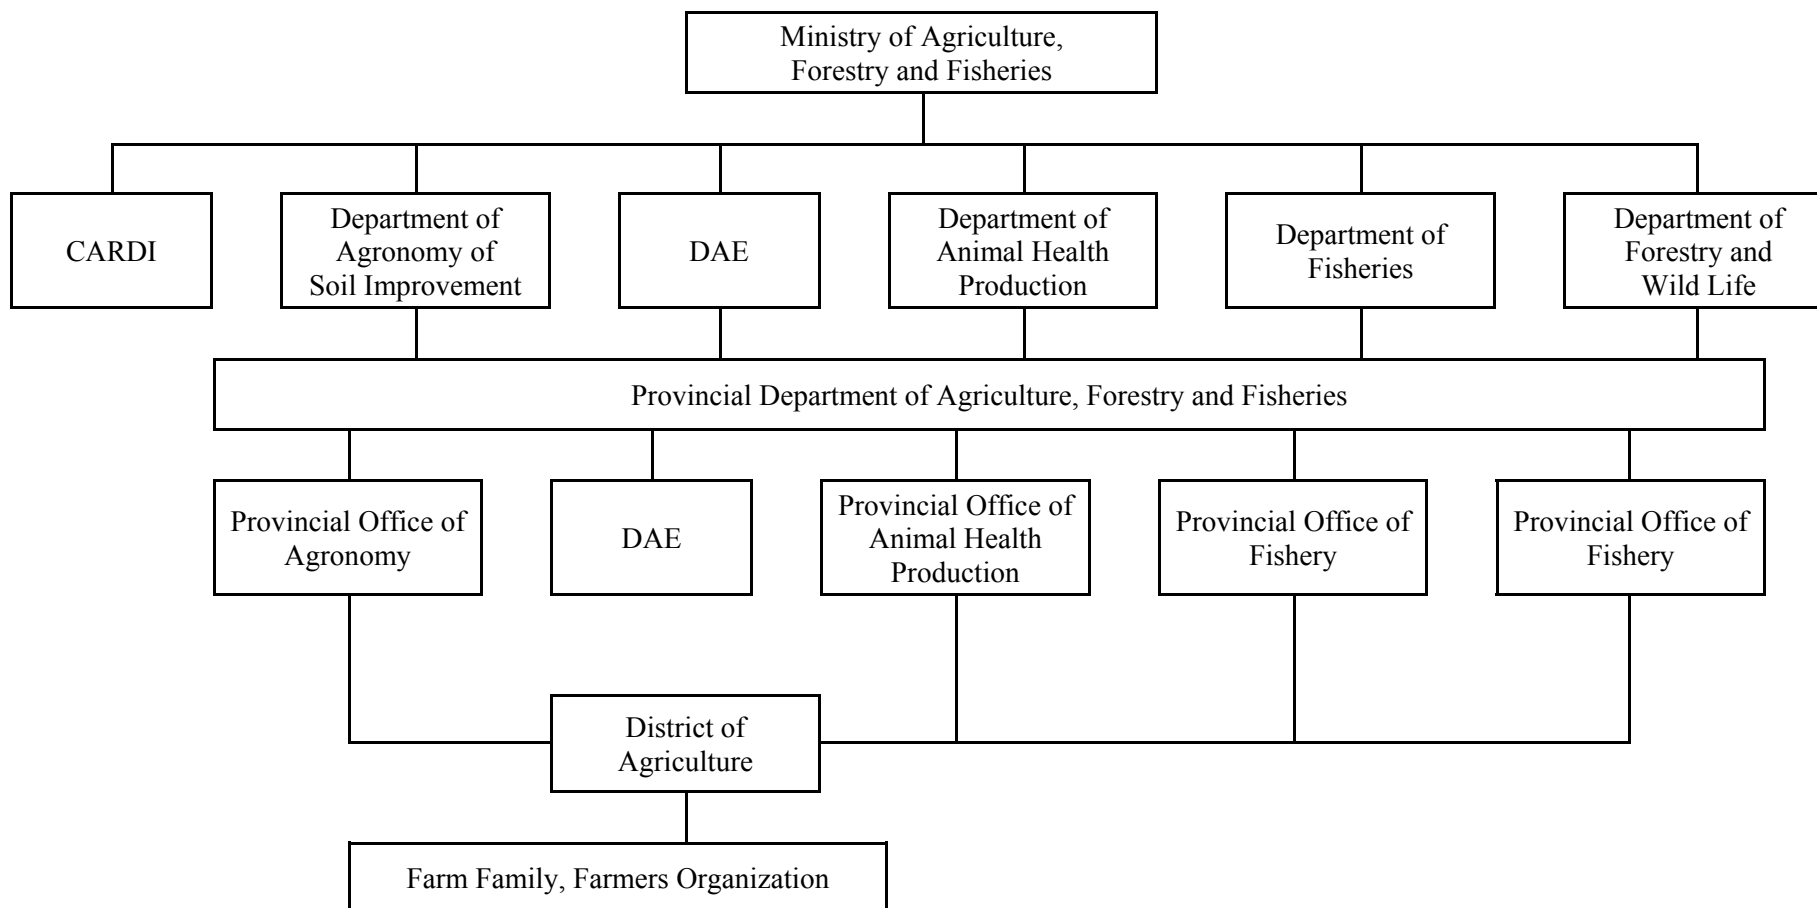 Ministry of Agriculture,
Forestry and Fisheries
CARDI
Department of
Agronomy of
Soil Improvement
DAE
Department of
Animal Health
Production
Department of
Fisheries
Department of
Forestry and
Wild Life
Provincial Department of Agriculture, Forestry and Fisheries
Provincial Office of
Agronomy
DAE
Provincial Office of
Animal Health
Production
Provincial Office of
Fishery
Provincial Office of
Fishery
District of
Agriculture
Farm Family, Farmers Organization